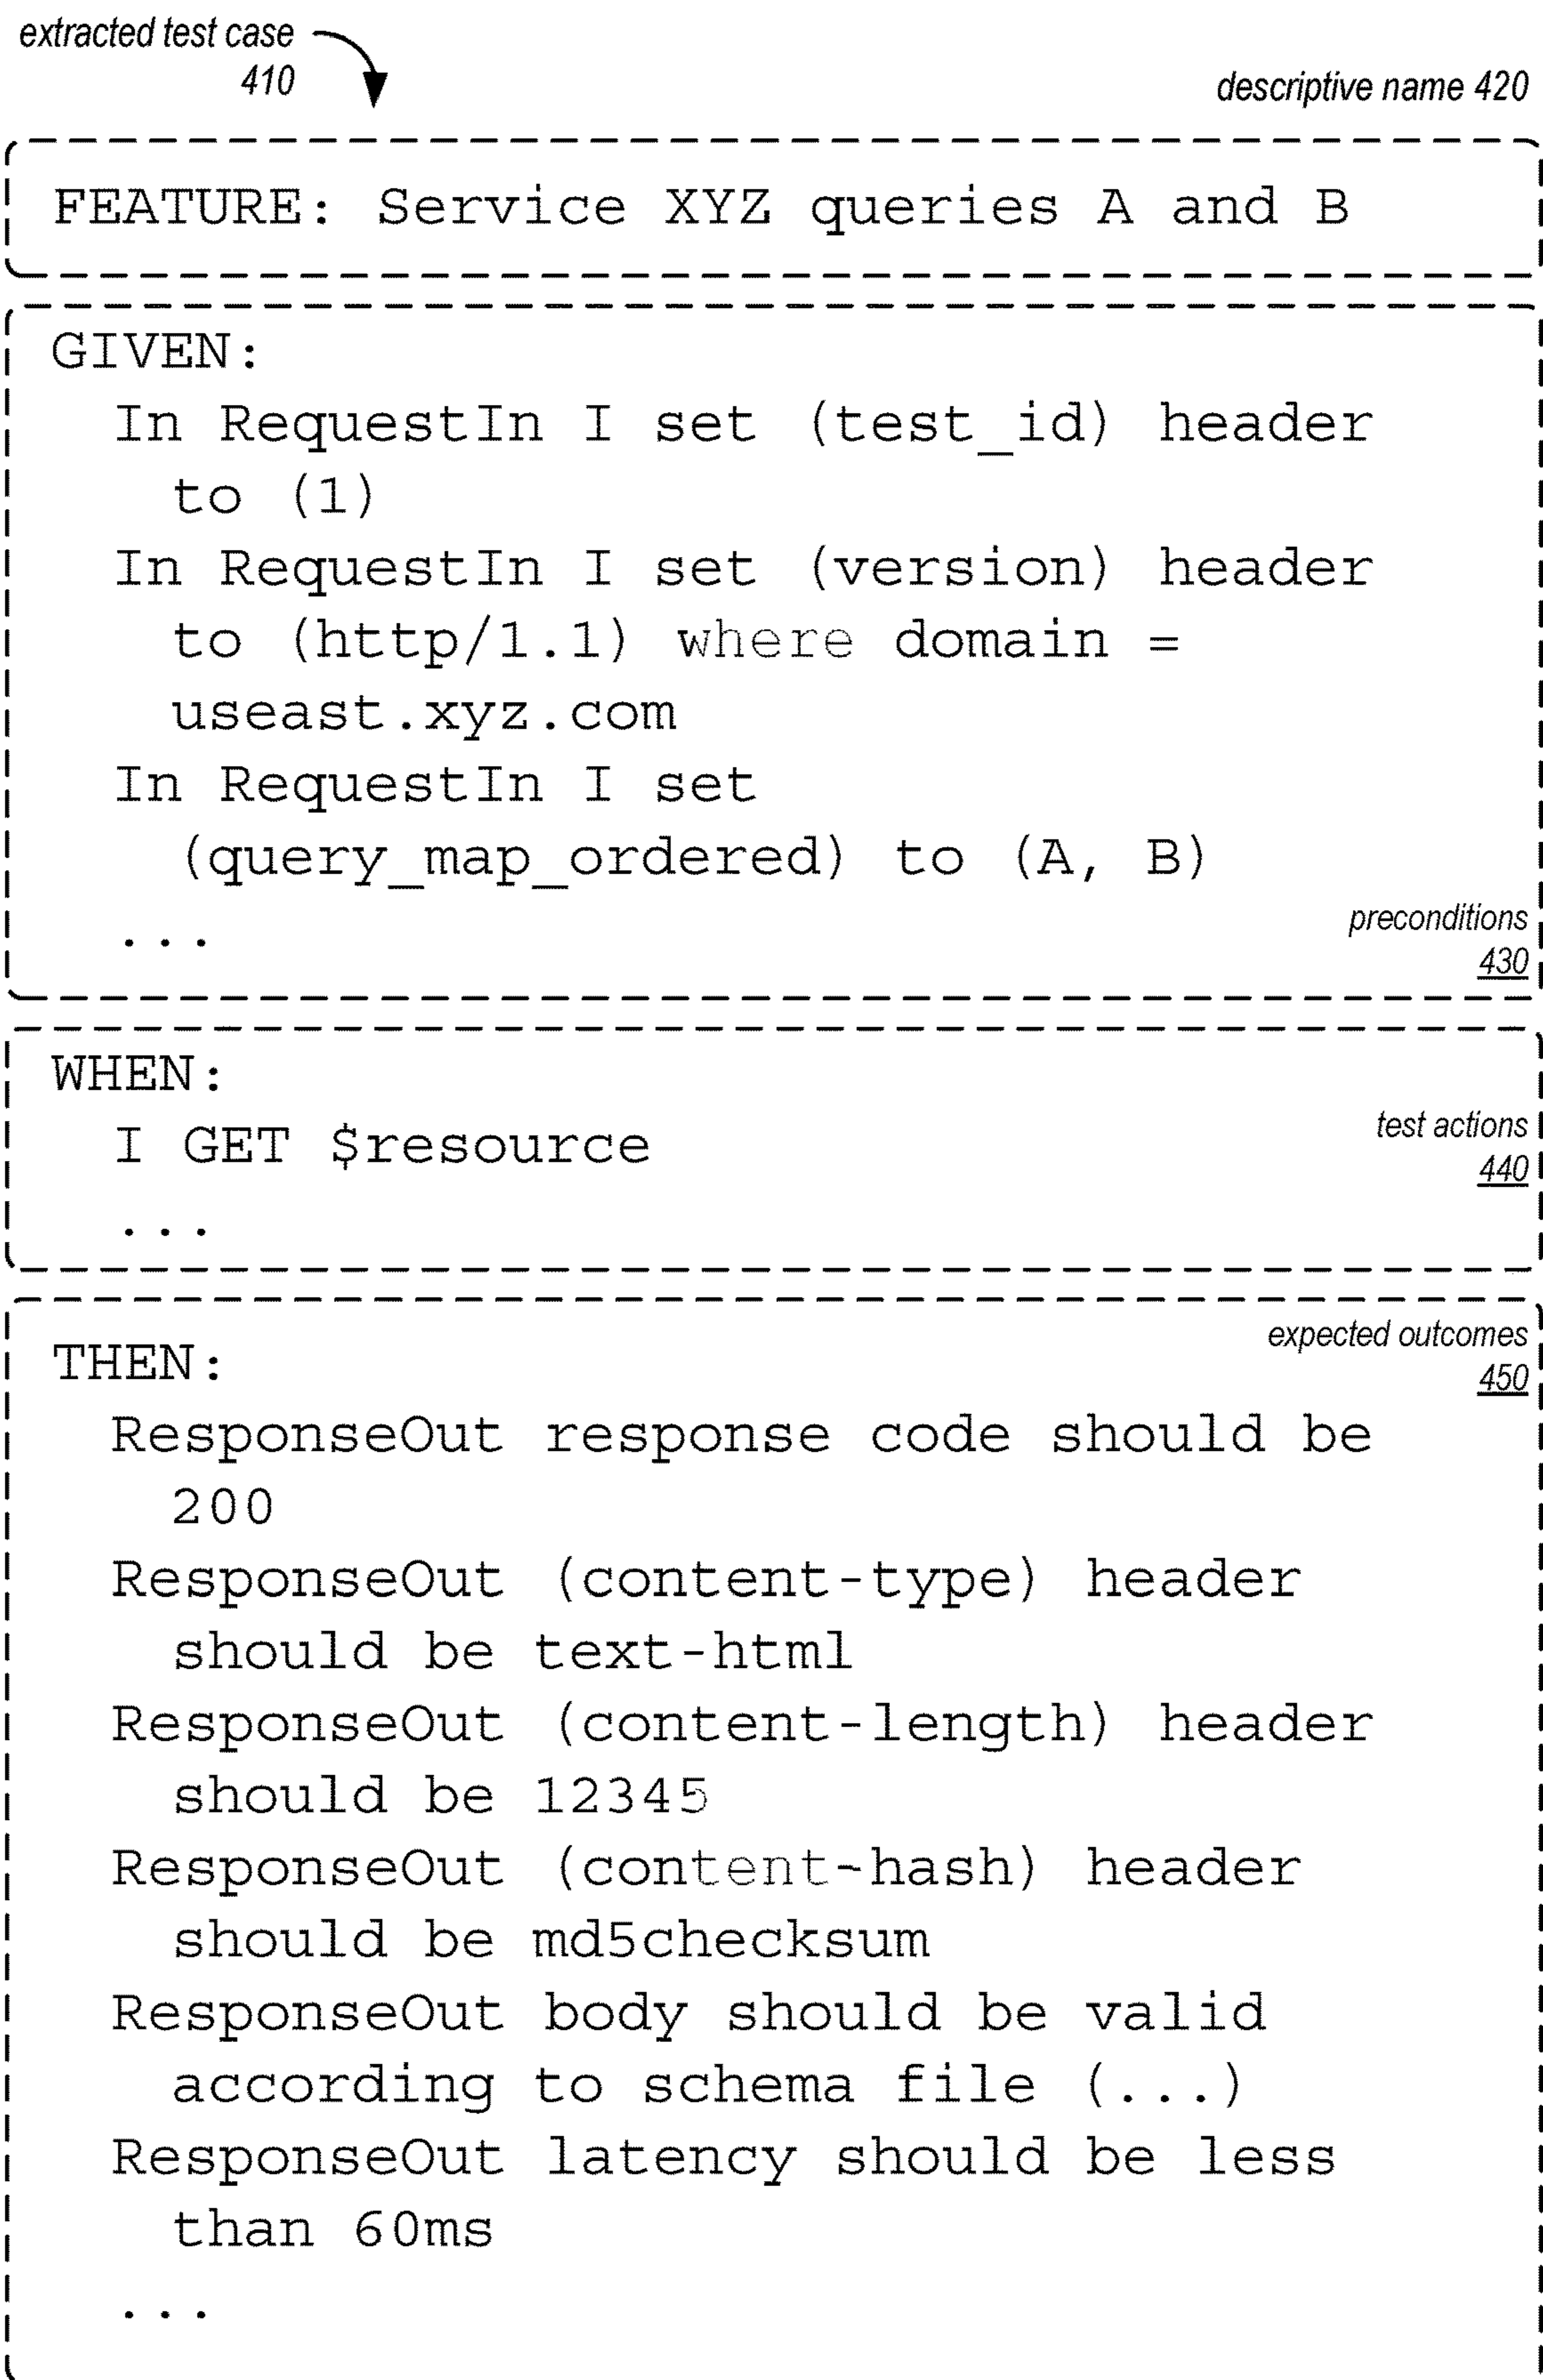 extracted test case
410
descriptive name 420
FEATURE: Service XYZ queries A and B
GIVEN:
In RequestIn I set (test_id) header
to (1)
In RequestIn I set (version) header
to (http/1.1) where domain =
useast.xyz.com
In RequestIn I set
(query_map_ordered) to (A, B)
...
preconditions
430
WHEN:
I GET $resource
...
test actions
440
expected outcomes
450
THEN:
ResponseOut response code should be
200
ResponseOut (content-type) header
should be text-html
ResponseOut (content-length) header
should be 12345
ResponseOut (content-hash) header
should be md5checksum
ResponseOut body should be valid
according to schema file (...)
ResponseOut latency should be less
than 60ms
...